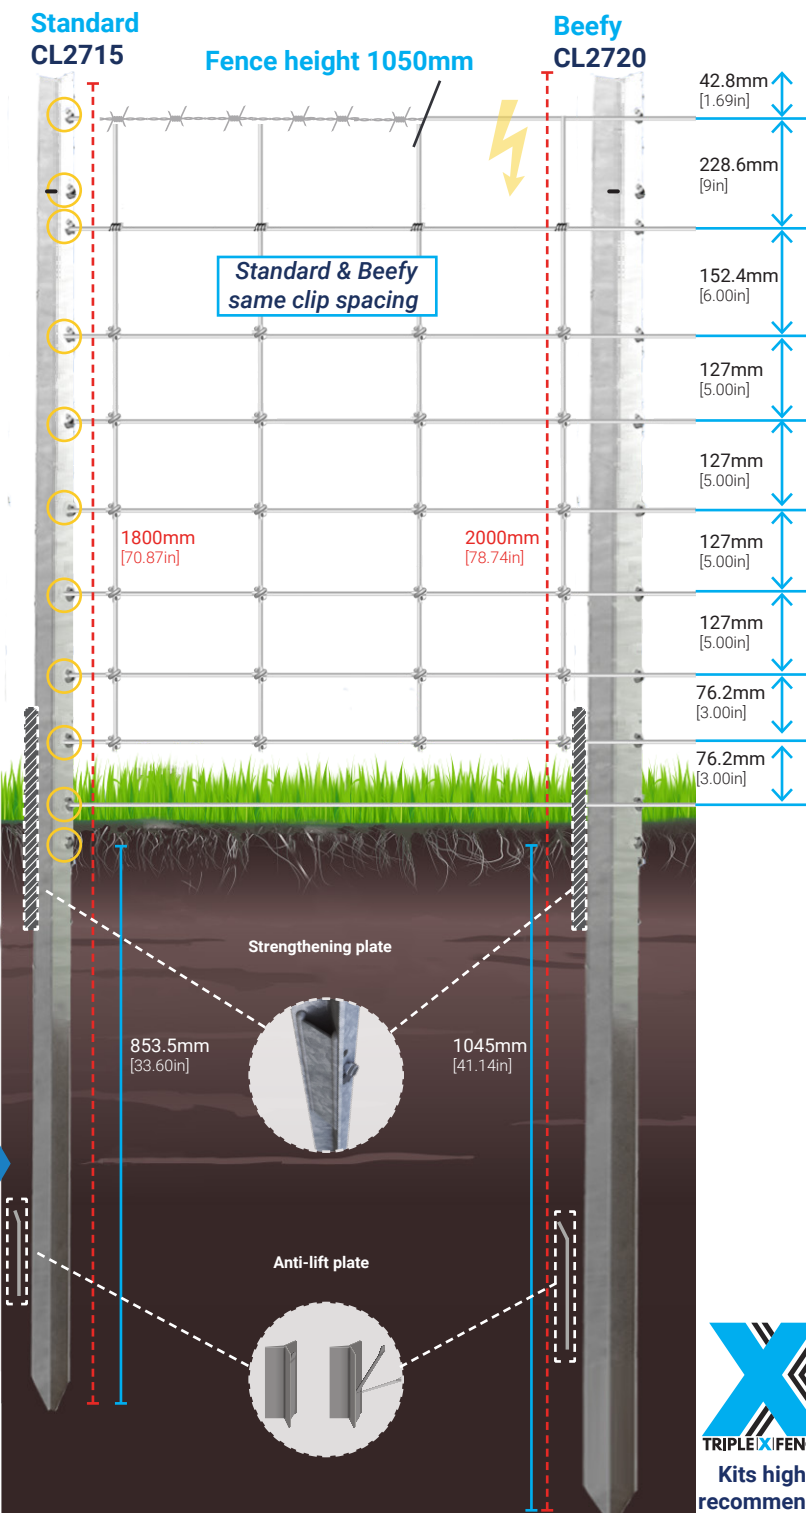 Standard
CL2715
Fence height 1050mm
Beefy
CL2720
42.8mm
[1.69in]
228.6mm
[9in]
Standard & Beefy
same clip spacing
152.4mm
[6.00in]
127mm
[5.00in]
127mm
[5.00in]
1800mm
[70.87in]
2000mm
[78.74in]
127mm
[5.00in]
127mm
[5.00in]
76.2mm
[3.00in]
76.2mm
[3.00in]
Strengthening plate
853.5mm
[33.60in]
1045mm
[41.14in]
Anti-lift plate
X
TRIPLE X FEN
Kits high
recommen